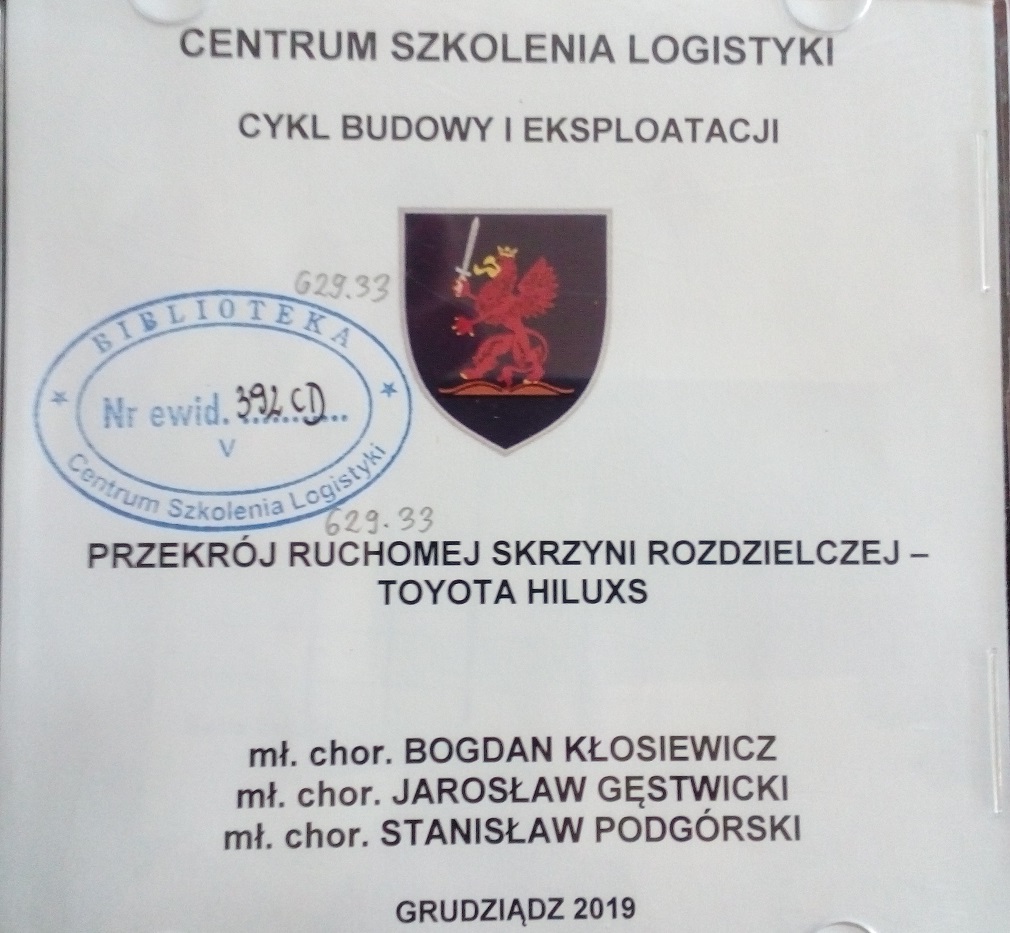 CENTRUM SZKOLENIA LOGISTYKI
CYKL BUDOWY I EKSPLOATACJI
629.33
BIBLIOTEKA
Nr ewid. 392 CD
V
Centrum Szkolenia Logistyki
629.33
PRZEKRÓJ RUCHOMEJ SKRZYNI ROZDZIELCZEJ –
TOYOTA HILUXS
mł. chor. BOGDAN KŁOSIEWICZ
mł. chor. JAROSŁAW GĘSTWICKI
mł. chor. STANISŁAW PODGÓRSKI
GRUDZIĄDZ 2019